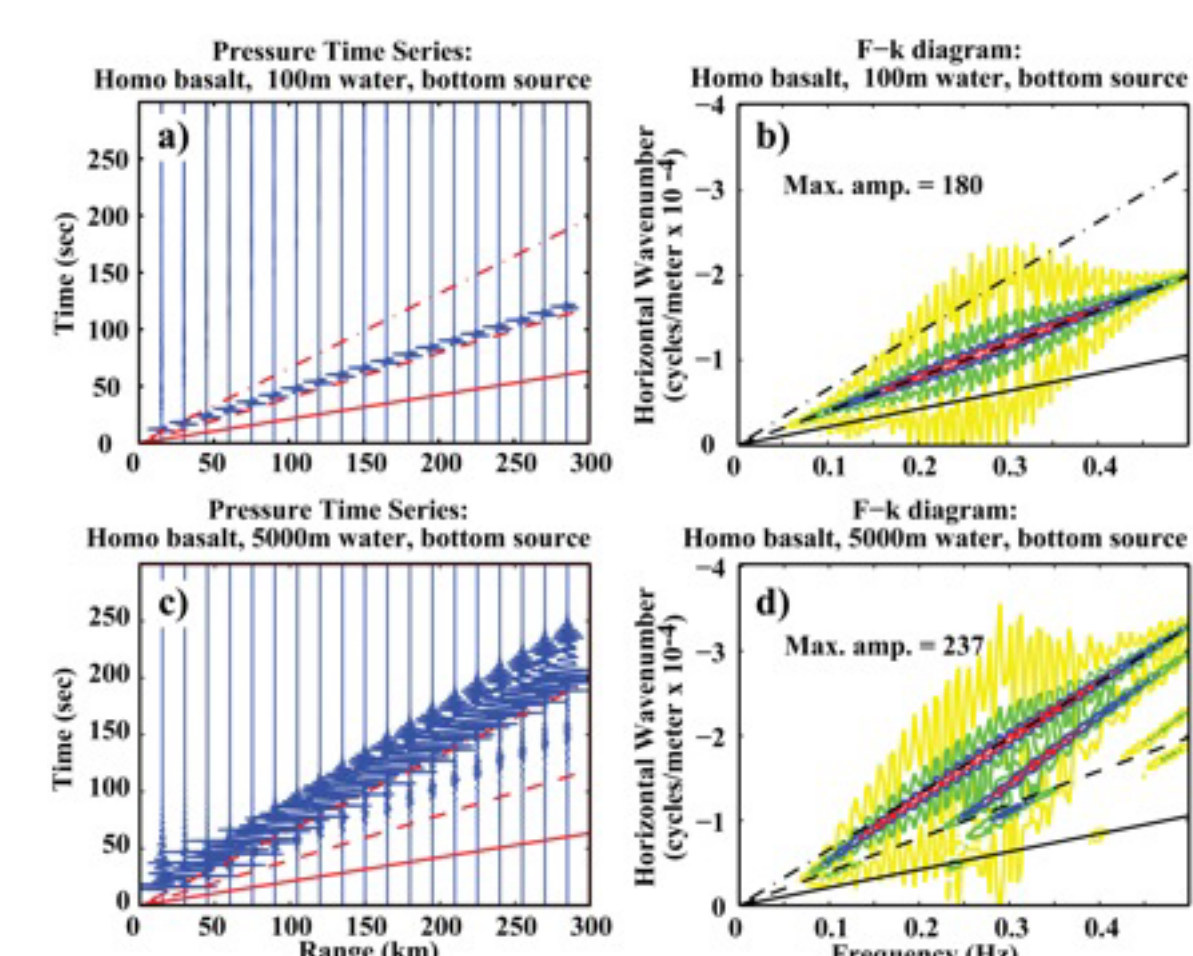 Pressure Time Series:
Homo basalt, 100m water, bottom source
a)
250
200
150
100
50
0
Time (sec)
0 50 100 150 200 250 300
F−k diagram:
Homo basalt, 100m water, bottom source
b)
Max. amp. = 180
−4
−3
−2
−1
0
Horizontal Wavenumber
(cycles/meter x 10 −4)
0 0.1 0.2 0.3 0.4
Pressure Time Series:
Homo basalt, 5000m water, bottom source
c)
250
200
150
100
50
0
Time (sec)
0 50 100 150 200 250 300
Range (km)
F−k diagram:
Homo basalt, 5000m water, bottom source
d)
Max. amp. = 237
−4
−3
−2
−1
0
Horizontal Wavenumber
(cycles/meter x 10−4)
0 0.1 0.2 0.3 0.4
Frequency (Hz)